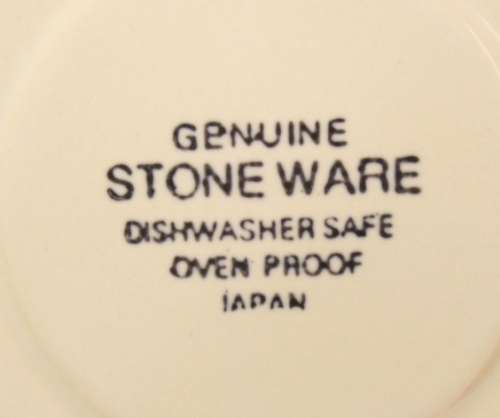 GENUINE
STONE WARE
DISHWASHER SAFE
OVEN PROOF
JAPAN